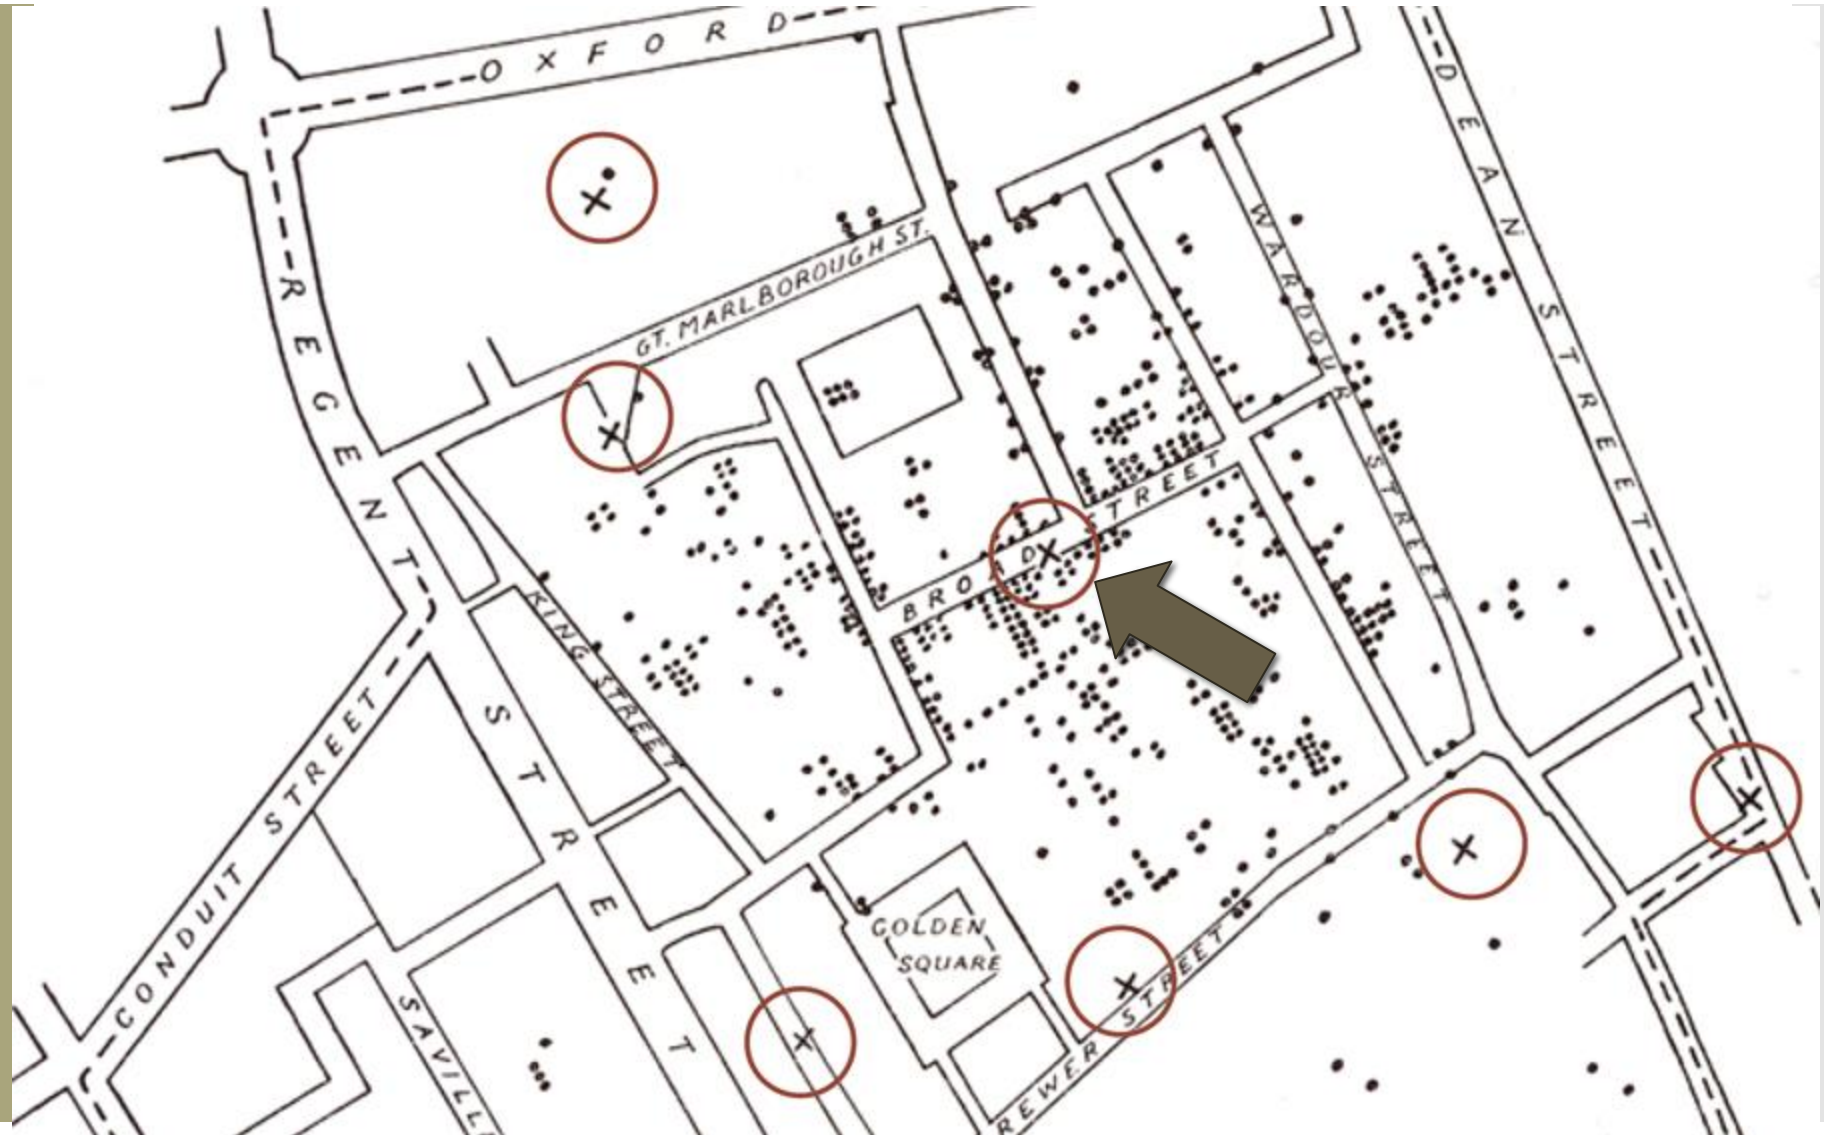 OXFORD
REGENT STREET
GT. MARLBOROUGH ST.
WARDOUR STREET
DEAN STREET
BROAD STREET
KING STREET
CONDUIT STREET
GOLDEN
SQUARE
REWER STREET
SAVILL